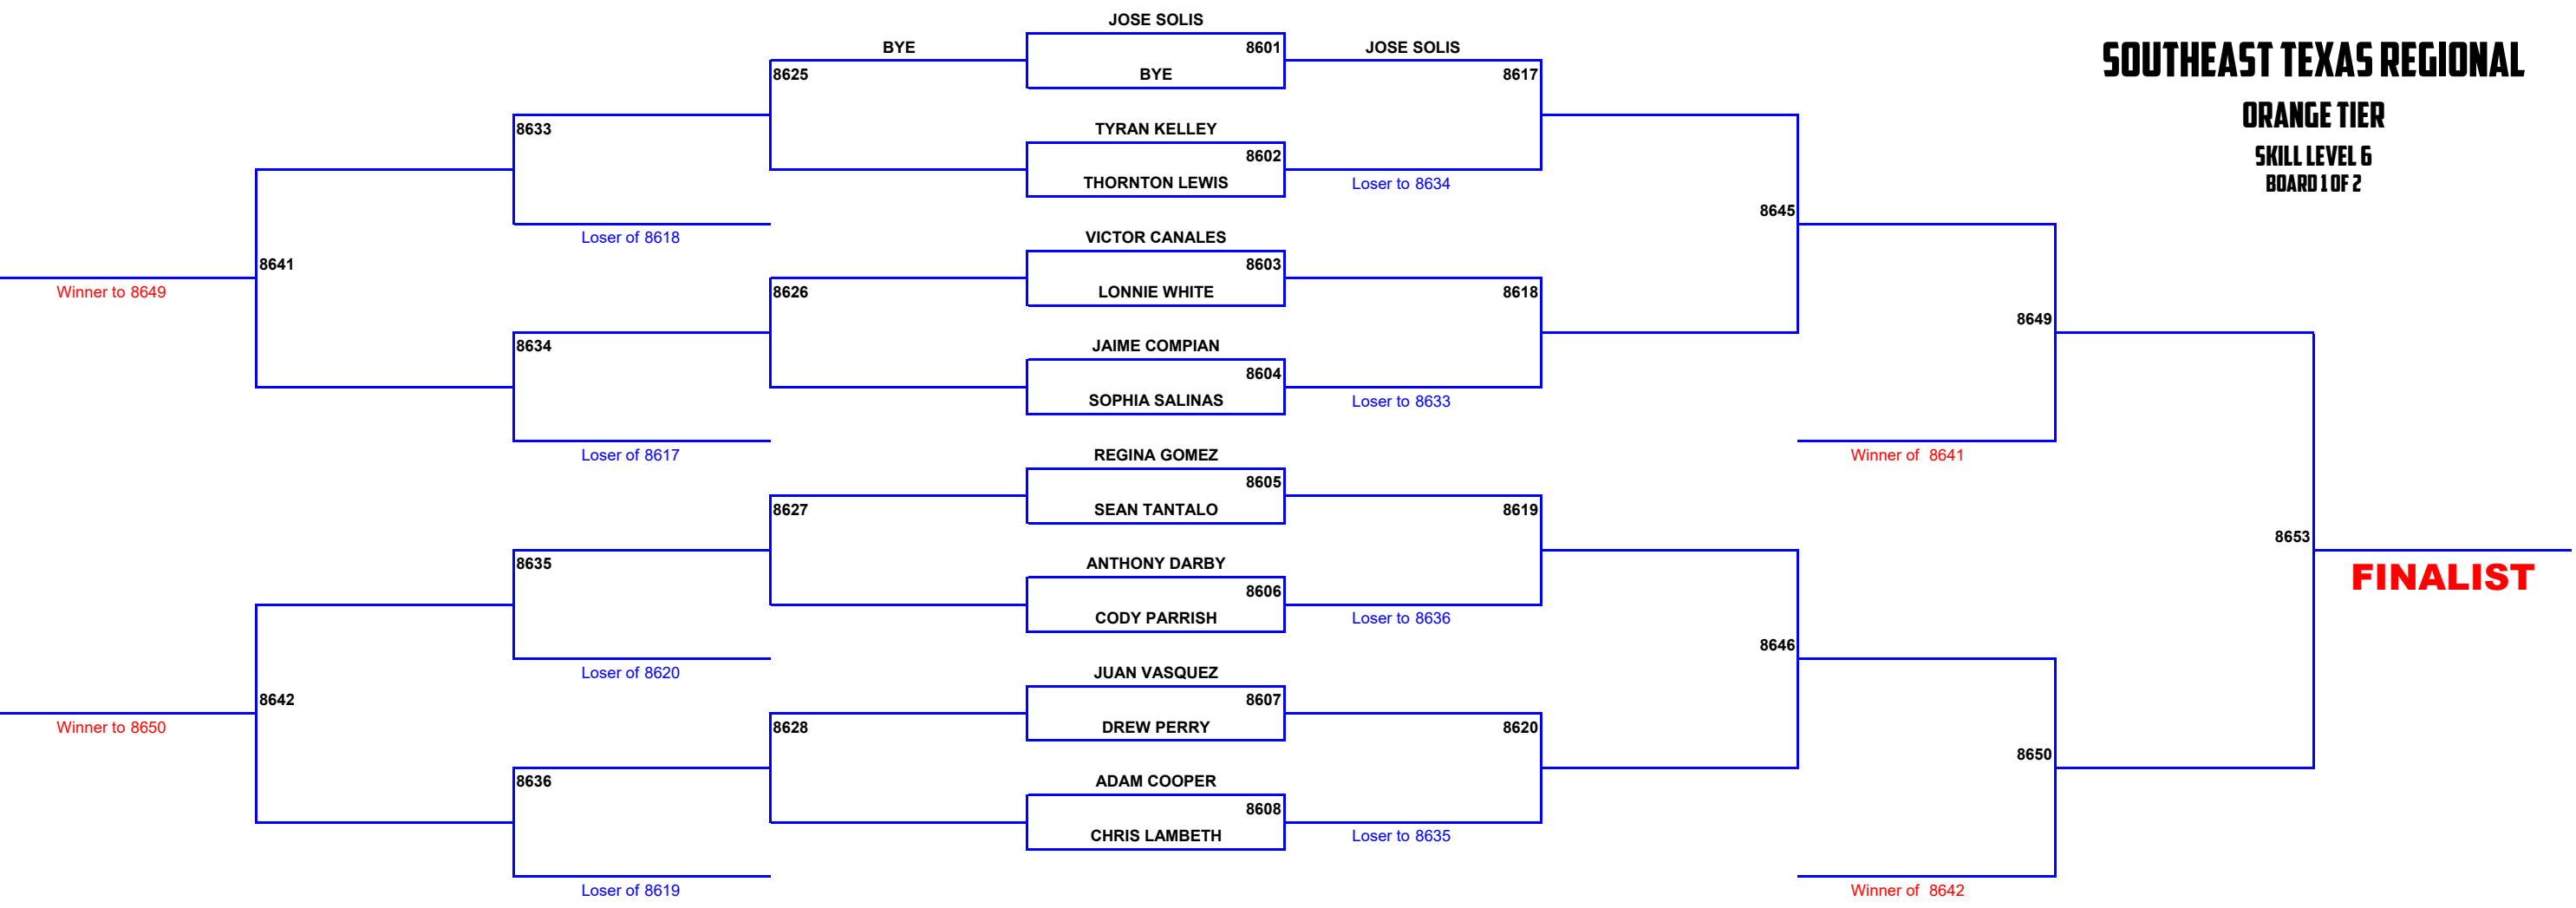 JOSE SOLIS
BYE
8601
JOSE SOLIS
SOUTHEAST TEXAS REGIONAL
8625
BYE
8617
ORANGE TIER
8633
TYRAN KELLEY
8602
SKILL LEVEL 6
THORNTON LEWIS
Loser to 8634
BOARD 1 OF 2
8645
Loser of 8618
VICTOR CANALES
8641
8603
Winner to 8649
8626
LONNIE WHITE
8618
8649
8634
JAIME COMPIAN
8604
SOPHIA SALINAS
Loser to 8633
Loser of 8617
REGINA GOMEZ
Winner of 8641
8605
8627
SEAN TANTALO
8619
8653
8635
ANTHONY DARBY
FINALIST
8606
CODY PARRISH
Loser to 8636
8646
Loser of 8620
JUAN VASQUEZ
8642
8607
Winner to 8650
8628
DREW PERRY
8620
8650
8636
ADAM COOPER
8608
CHRIS LAMBETH
Loser to 8635
Loser of 8619
Winner of 8642